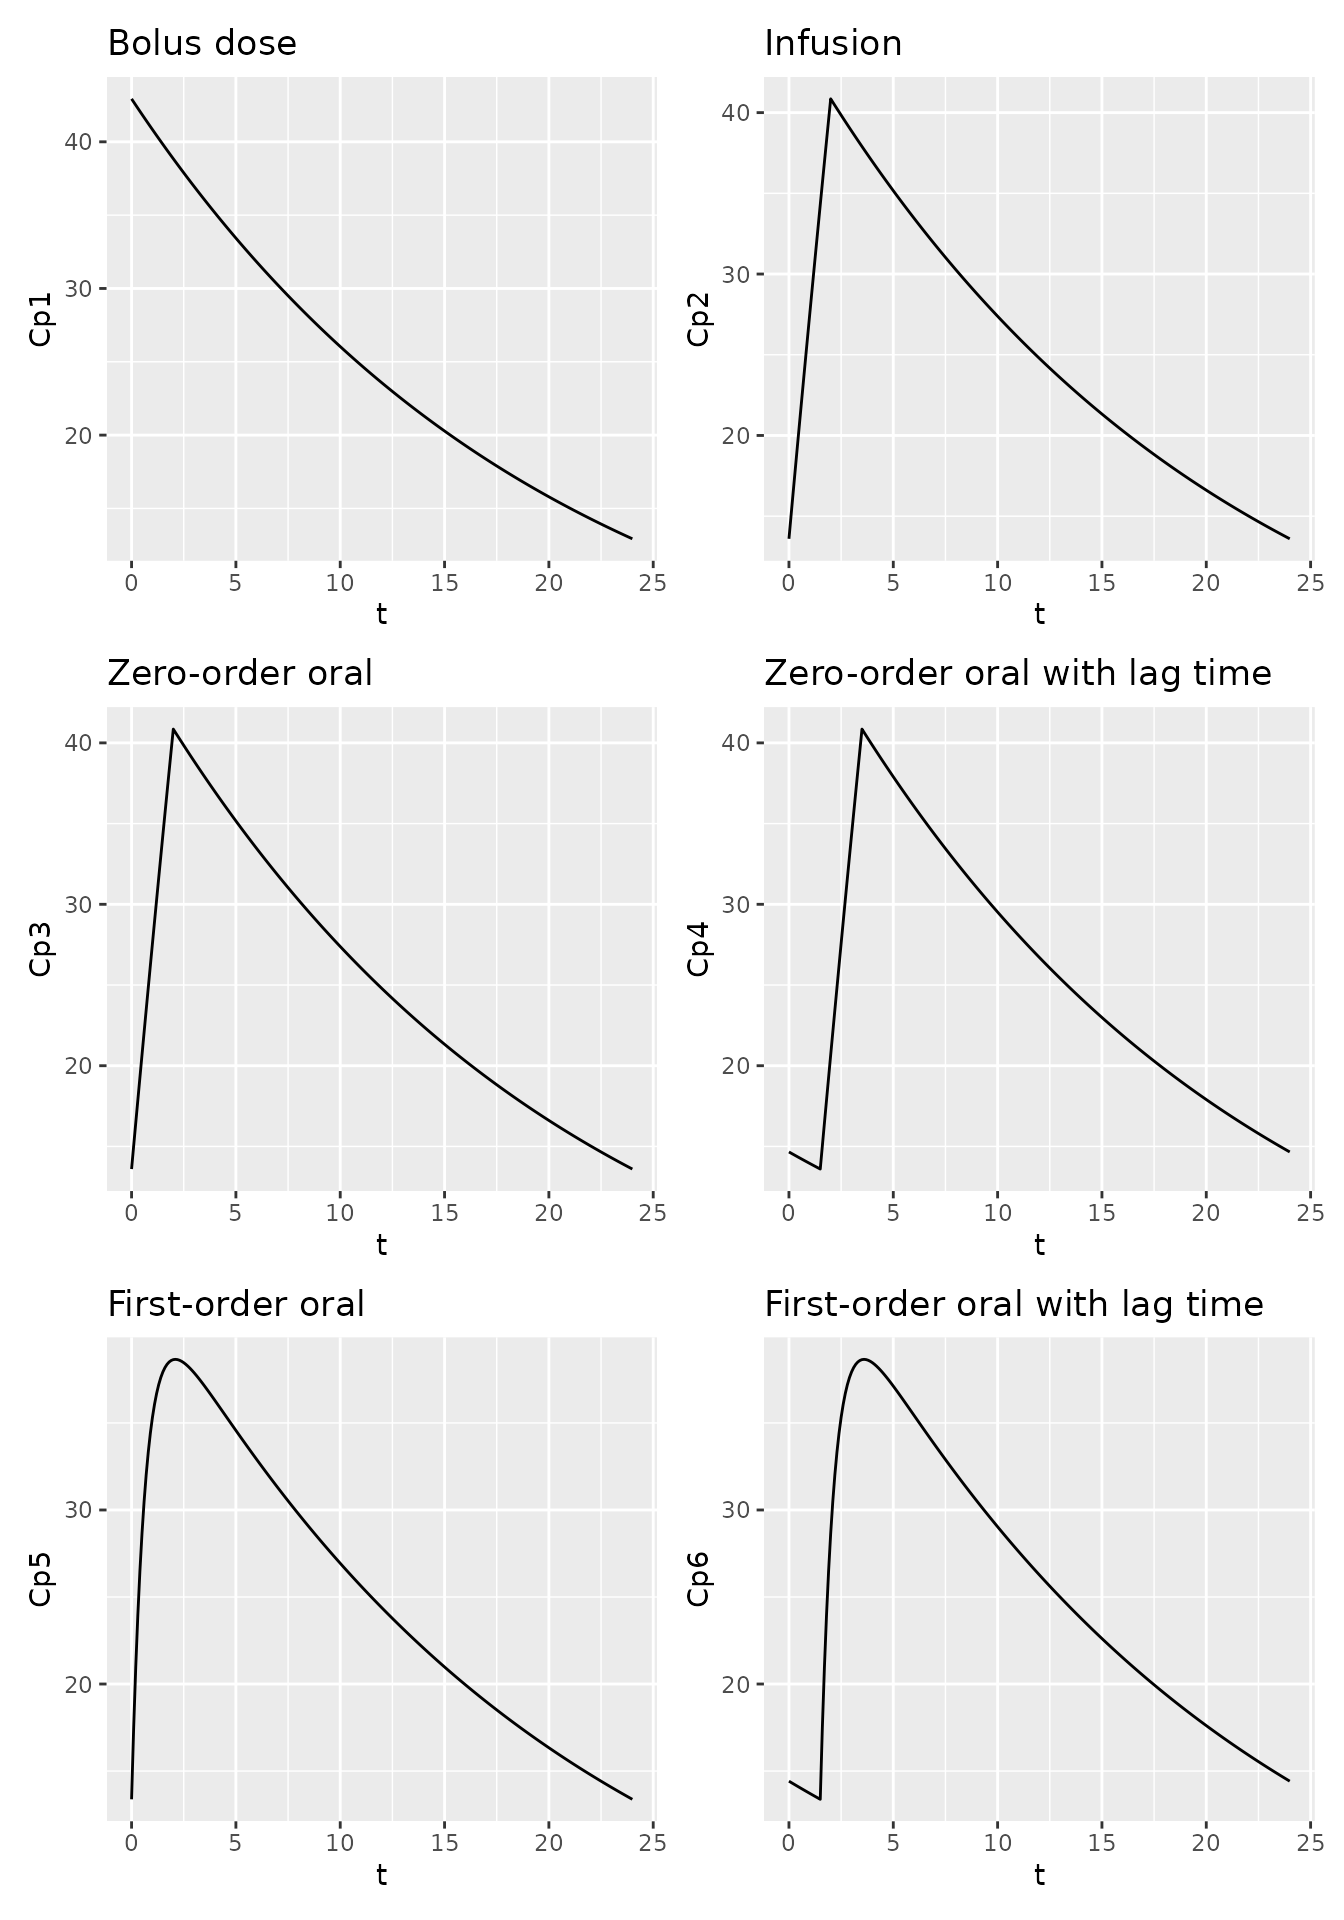 Bolus dose
40
30
20
Cp1
0 5 10 15 20 25
t
Infusion
40
30
20
Cp2
0 5 10 15 20 25
t
Zero-order oral
40
30
20
Cp3
0 5 10 15 20 25
t
Zero-order oral with lag time
40
30
20
Cp4
0 5 10 15 20 25
t
First-order oral
30
20
Cp5
0 5 10 15 20 25
t
First-order oral with lag time
30
20
Cp6
0 5 10 15 20 25
t